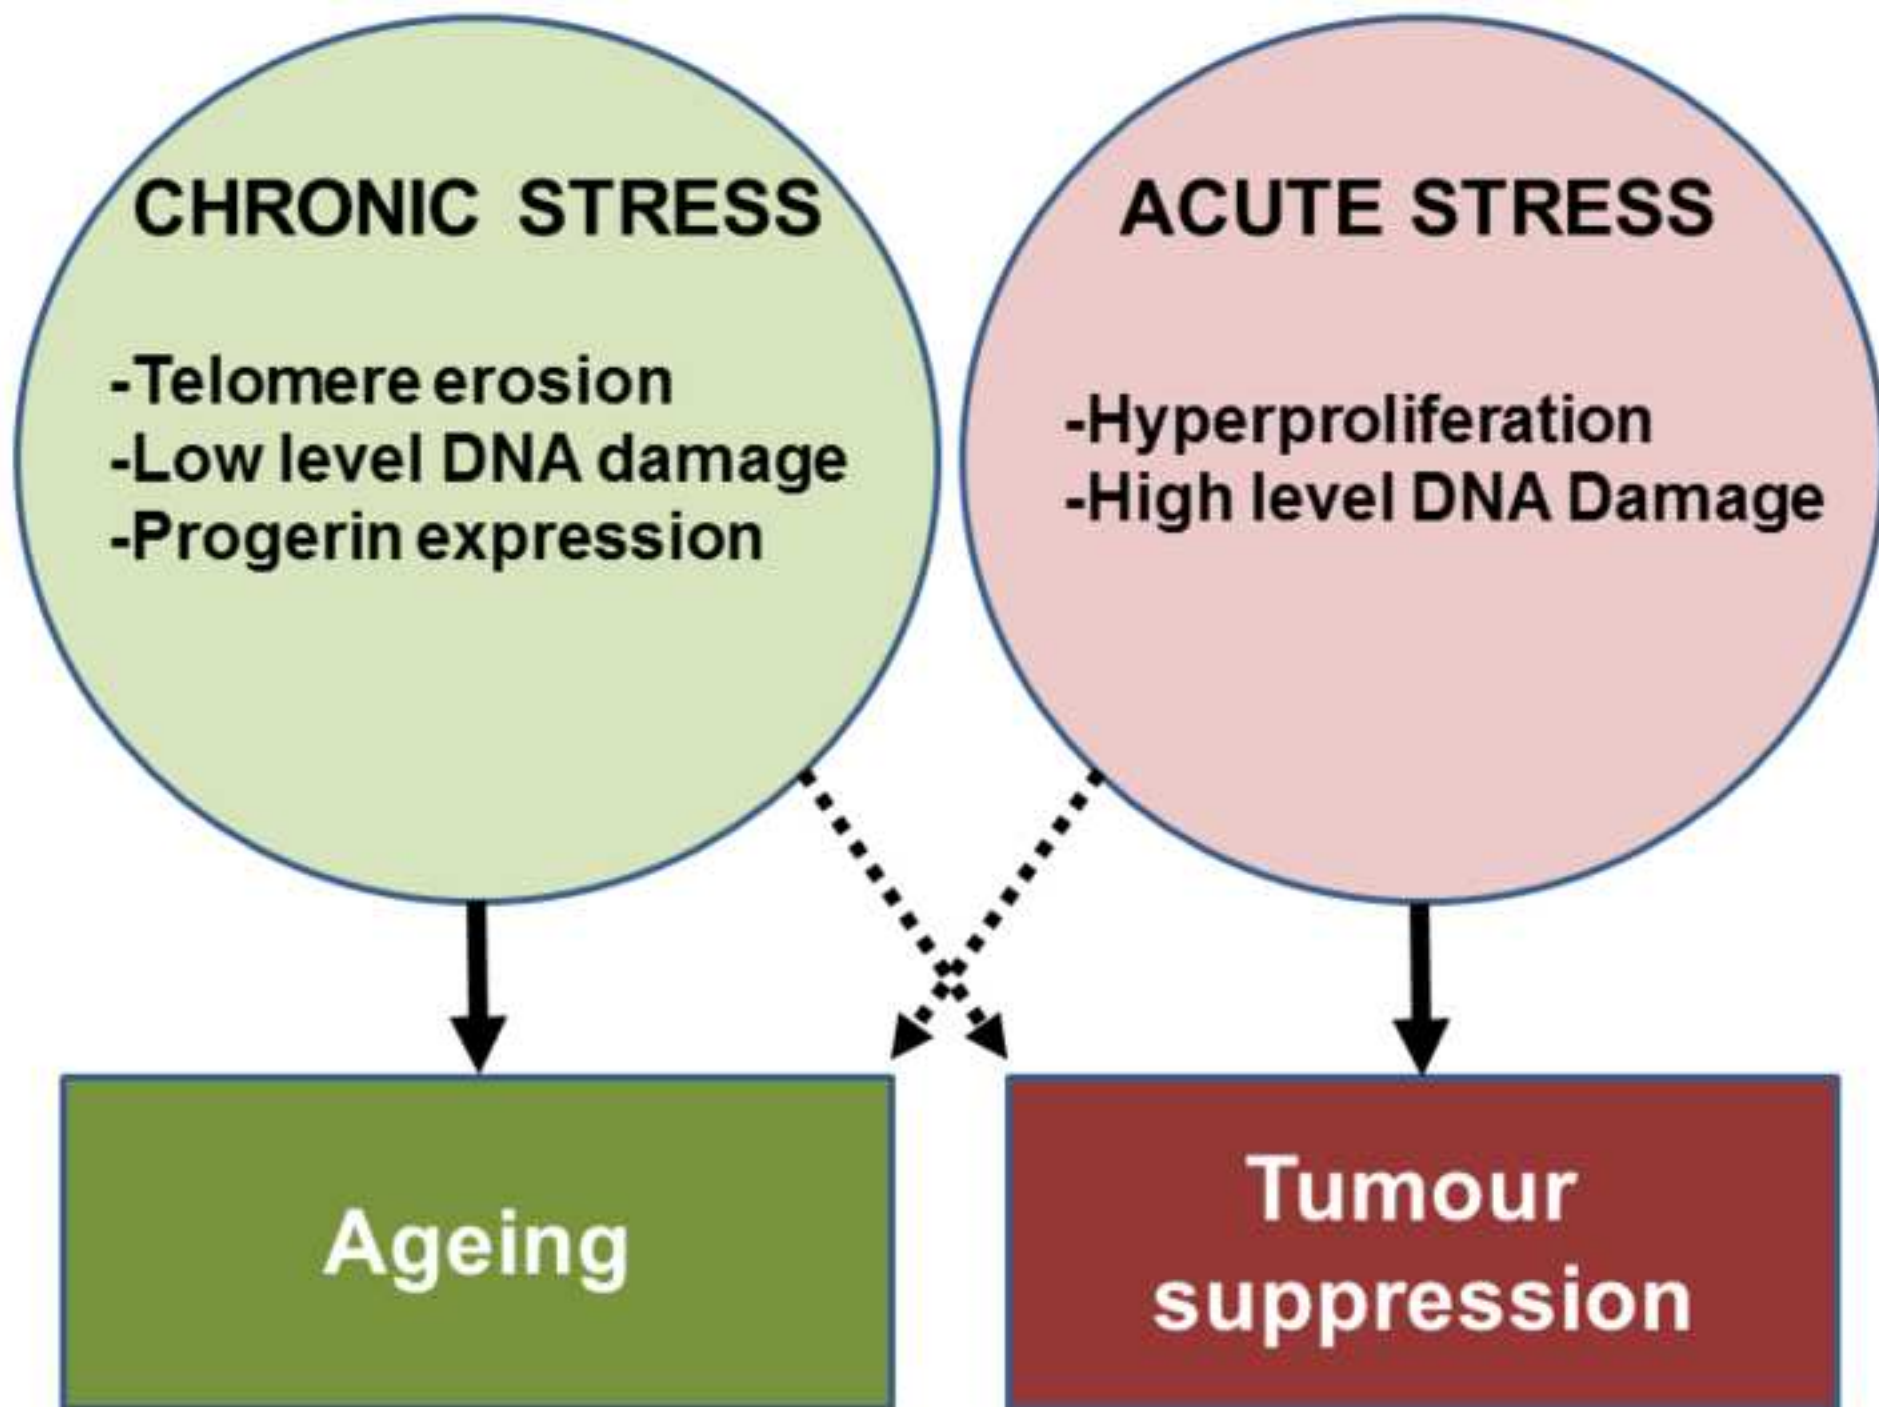 CHRONIC STRESS
-Telomere erosion
-Low level DNA damage
-Progerin expression
ACUTE STRESS
-Hyperproliferation
-High level DNA Damage
Ageing
Tumour
suppression